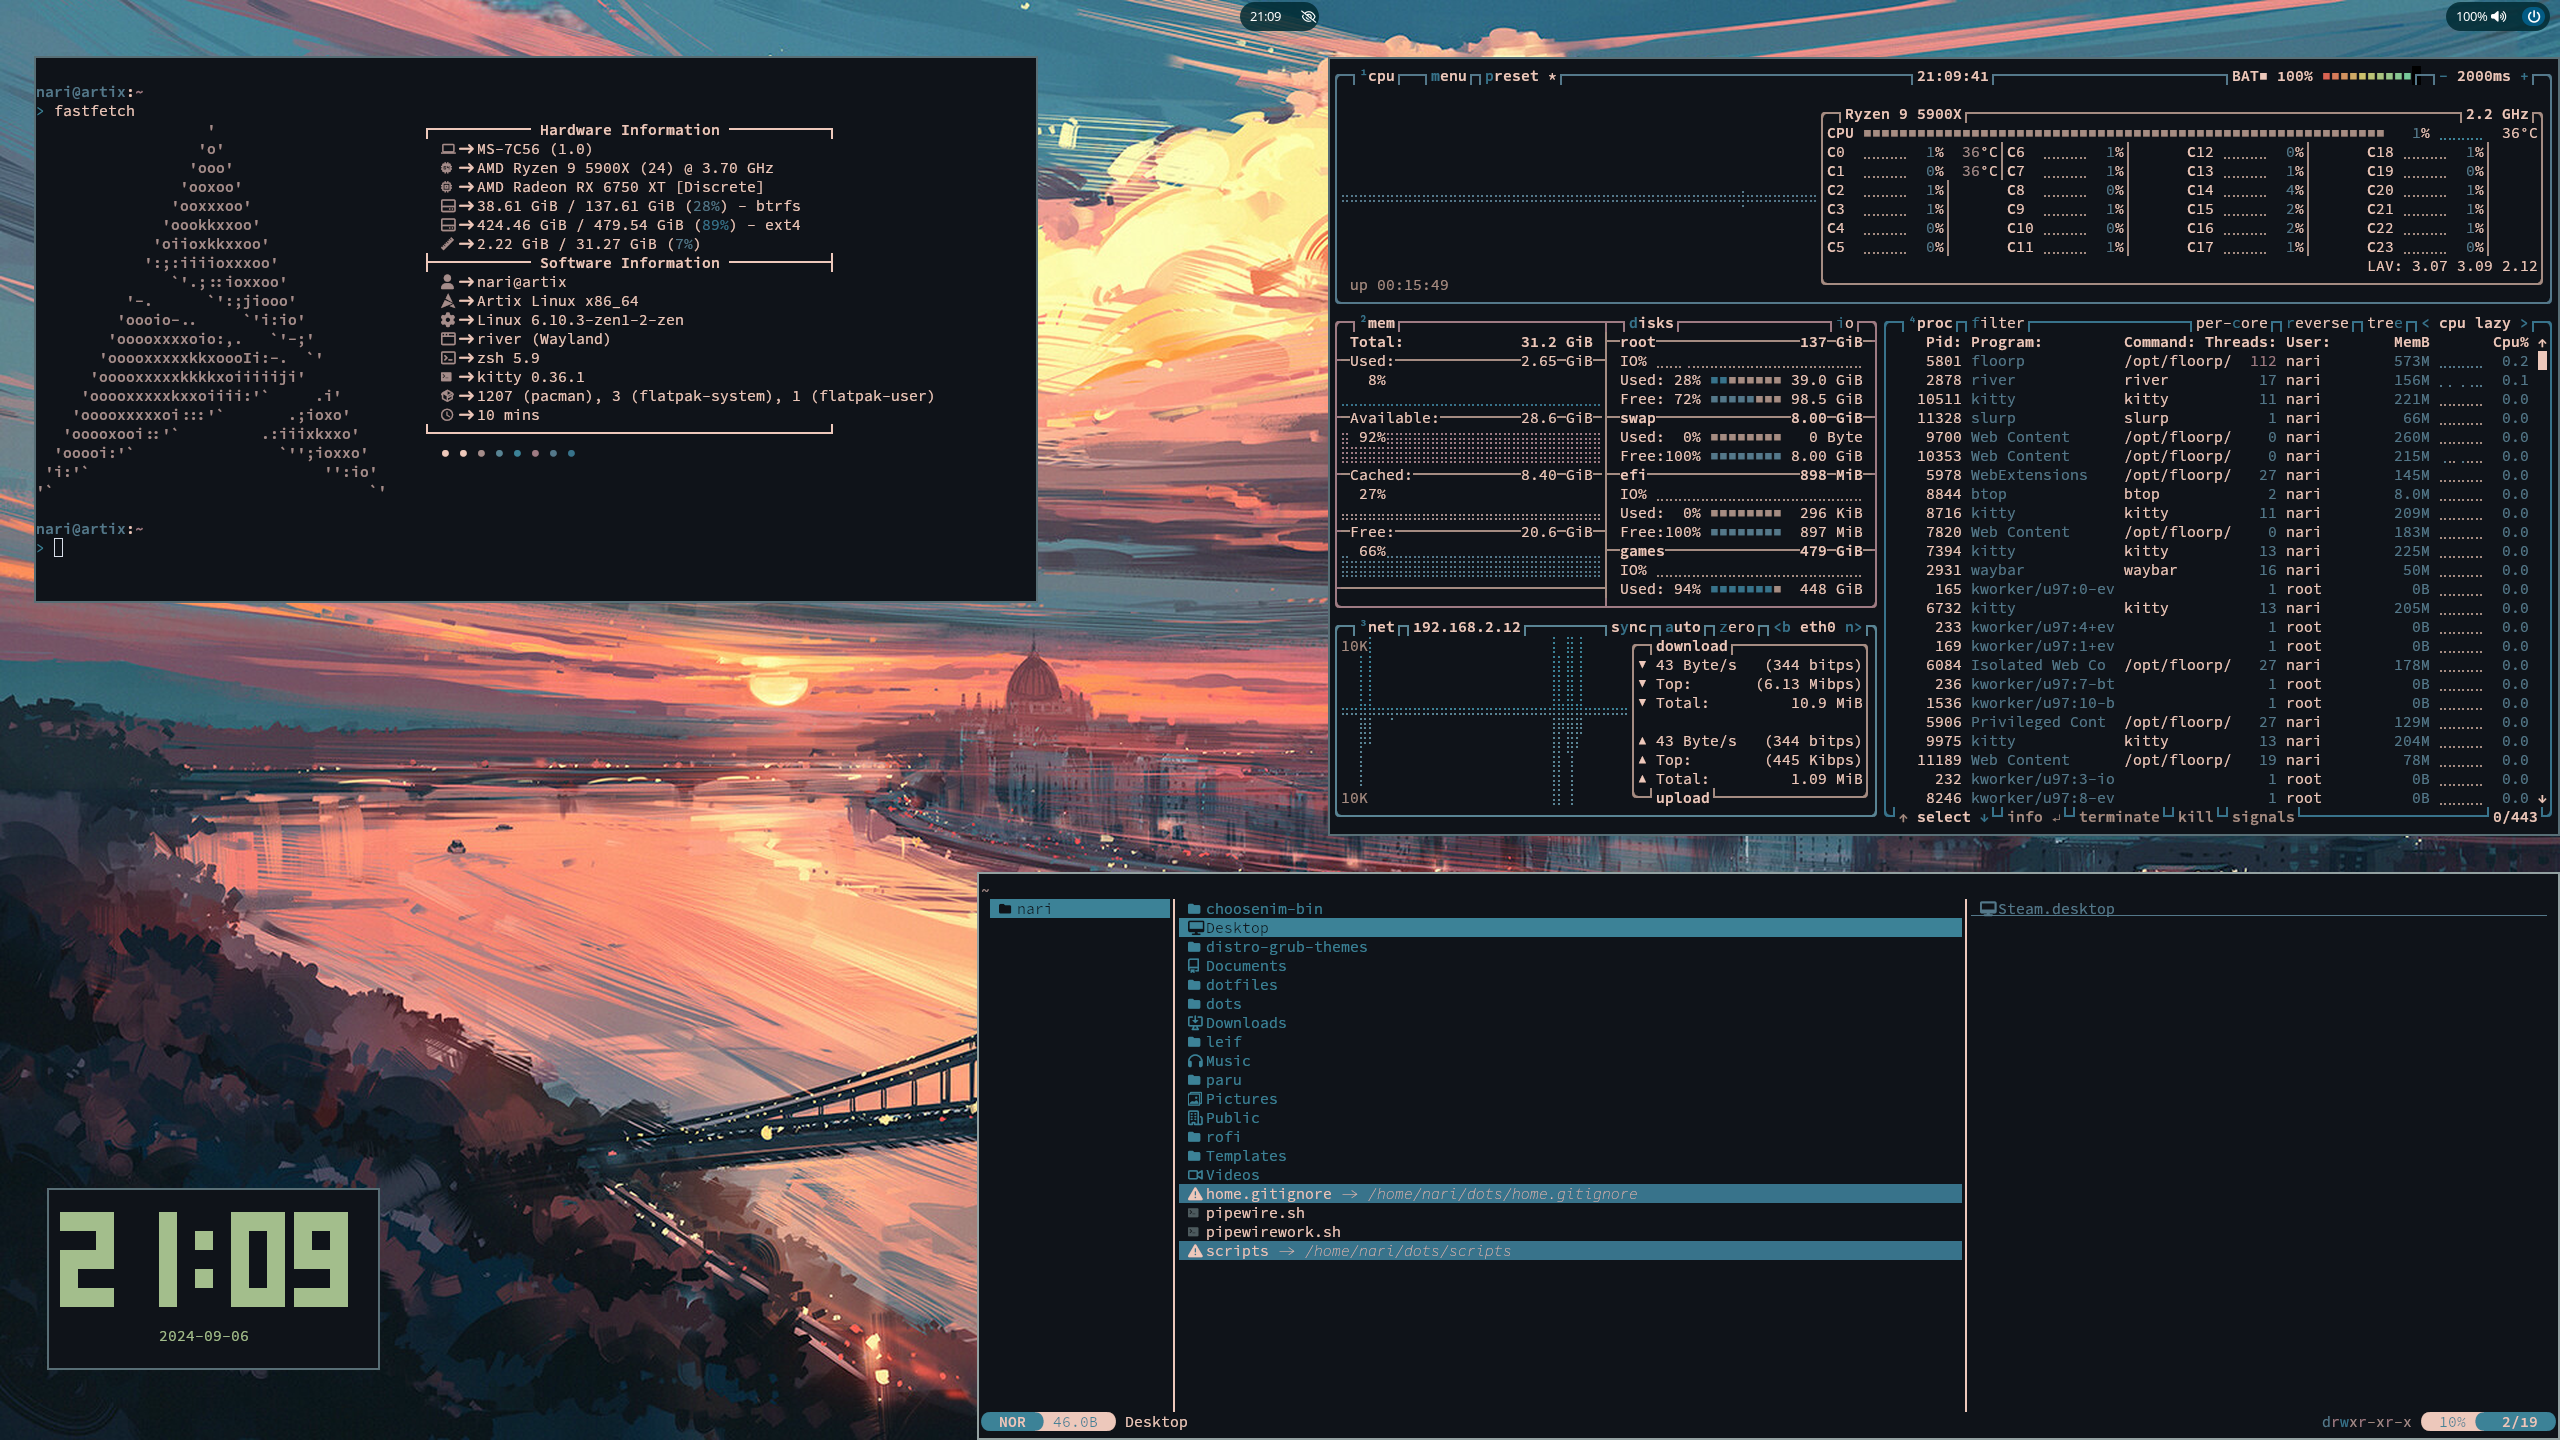 21:09
100%
nari@artix:~
> fastfetch
'
'o'
'ooo'
'ooxoo'
'ooxxxoo'
'oookkxxoo'
'oiioxkkxxoo'
':;:iiiioxxxoo'
`'.;::ioxxoo'
'-. `':;jiooo'
'oooio-.. `'i:io'
'ooooxxxxoio:,. `'-;'
'ooooxxxxxkkxoooIi:-. `'
'ooooxxxxxkkkkxoiiiiiji'
'ooooxxxxxkxxoiiii:'` .i'
'ooooxxxxxoi:::'` .;ioxo'
'ooooxooi::'` .:iiixkxxo'
'ooooi:'` `'';ioxxo'
'i:'` '':io'
'` `'
Hardware Information
MS-7C56 (1.0)
AMD Ryzen 9 5900X (24) @ 3.70 GHz
AMD Radeon RX 6750 XT [Discrete]
38.61 GiB / 137.61 GiB (28%) - btrfs
424.46 GiB / 479.54 GiB (89%) - ext4
2.22 GiB / 31.27 GiB (7%)
Software Information
nari@artix
Artix Linux x86_64
Linux 6.10.3-zen1-2-zen
river (Wayland)
zsh 5.9
kitty 0.36.1
1207 (pacman), 3 (flatpak-system), 1 (flatpak-user)
10 mins
nari@artix:~
>
¹cpu menu preset * 21:09:41 BAT 100% - 2000ms +
Ryzen 9 5900X 2.2 GHz
CPU 1% 36°C
C0 1% 36°C C6 1% C12 0% C18 1%
C1 0% 36°C C7 1% C13 1% C19 0%
C2 1% C8 0% C14 4% C20 1%
C3 1% C9 1% C15 2% C21 1%
C4 0% C10 0% C16 2% C22 1%
C5 0% C11 1% C17 1% C23 0%
LAV: 3.07 3.09 2.12
up 00:15:49
²mem
Total: 31.2 GiB
Used: 2.65 GiB
8%
Available: 28.6 GiB
92%
Cached: 8.40 GiB
27%
Free: 20.6 GiB
66%
disks io
root 137 GiB
IO%
Used: 28% 39.0 GiB
Free: 72% 98.5 GiB
swap 8.00 GiB
Used: 0% 0 Byte
Free:100% 8.00 GiB
efi 898 MiB
IO%
Used: 0% 296 KiB
Free:100% 897 MiB
games 479 GiB
IO%
Used: 94% 448 GiB
³net 192.168.2.12 sync auto zero <b eth0 n>
10K
download
▼ 43 Byte/s (344 bitps)
▼ Top: (6.13 Mibps)
▼ Total: 10.9 MiB
▲ 43 Byte/s (344 bitps)
▲ Top: (445 Kibps)
▲ Total: 1.09 MiB
upload
10K
⁴proc filter per-core reverse tree < cpu lazy >
Pid: Program: Command: Threads: User: MemB Cpu% ↑
5801 floorp /opt/floorp/ 112 nari 573M 0.2
2878 river river 17 nari 156M 0.1
10511 kitty kitty 11 nari 221M 0.0
11328 slurp slurp 1 nari 66M 0.0
9700 Web Content /opt/floorp/ 0 nari 260M 0.0
10353 Web Content /opt/floorp/ 0 nari 215M 0.0
5978 WebExtensions /opt/floorp/ 27 nari 145M 0.0
8844 btop btop 2 nari 8.0M 0.0
8716 kitty kitty 11 nari 209M 0.0
7820 Web Content /opt/floorp/ 0 nari 183M 0.0
7394 kitty kitty 13 nari 225M 0.0
2931 waybar waybar 16 nari 50M 0.0
165 kworker/u97:0-ev 1 root 0B 0.0
6732 kitty kitty 13 nari 205M 0.0
233 kworker/u97:4+ev 1 root 0B 0.0
169 kworker/u97:1+ev 1 root 0B 0.0
6084 Isolated Web Co /opt/floorp/ 27 nari 178M 0.0
236 kworker/u97:7-bt 1 root 0B 0.0
1536 kworker/u97:10-b 1 root 0B 0.0
5906 Privileged Cont /opt/floorp/ 27 nari 129M 0.0
9975 kitty kitty 13 nari 204M 0.0
11189 Web Content /opt/floorp/ 19 nari 78M 0.0
232 kworker/u97:3-io 1 root 0B 0.0
8246 kworker/u97:8-ev 1 root 0B 0.0 ↓
↑ select ↓ info ↲ terminate kill signals 0/443
~
nari
choosenim-bin
Desktop
distro-grub-themes
Documents
dotfiles
dots
Downloads
leif
Music
paru
Pictures
Public
rofi
Templates
Videos
home.gitignore -> /home/nari/dots/home.gitignore
pipewire.sh
pipewirework.sh
scripts -> /home/nari/dots/scripts
Steam.desktop
NOR 46.0B Desktop drwxr-xr-x 10% 2/19
21:09
2024-09-06